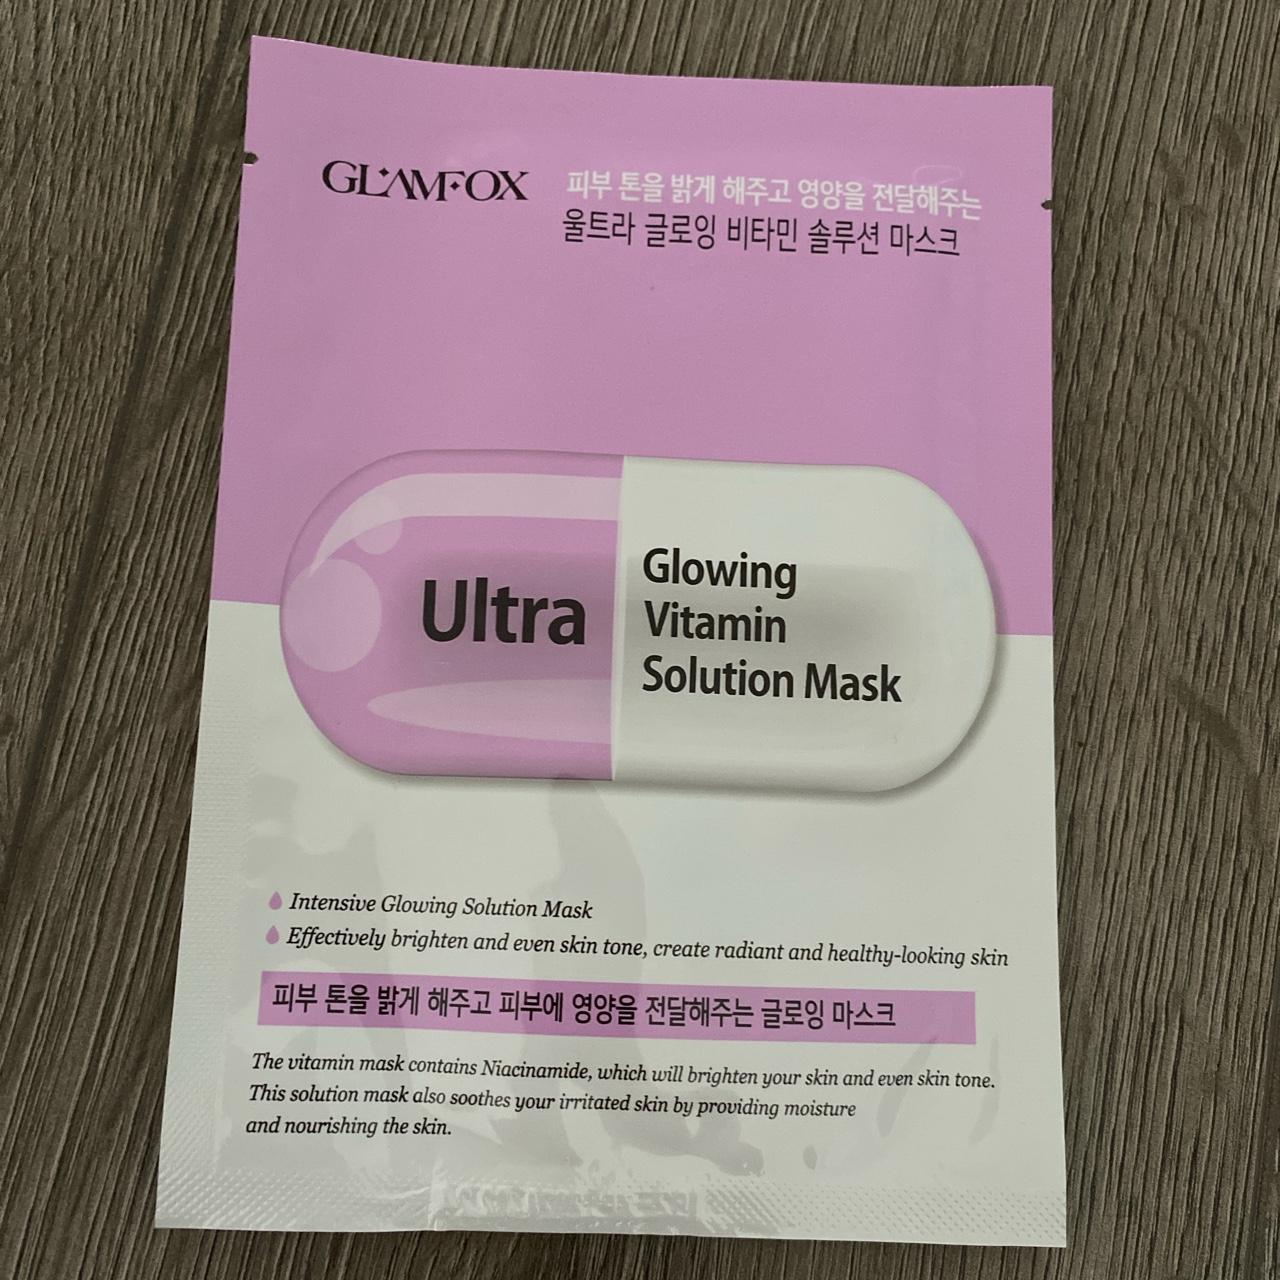 GLAMFOX
피부 톤을 밝게 해주고 영양을 전달해주는
울트라 글로잉 비타민 솔루션 마스크
Ultra
Glowing
Vitamin
Solution Mask
Intensive Glowing Solution Mask
Effectively brighten and even skin tone, create radiant and healthy-looking skin
피부 톤을 밝게 해주고 피부에 영양을 전달해주는 글로잉 마스크
The vitamin mask contains Niacinamide, which will brighten your skin and even skin tone.
This solution mask also soothes your irritated skin by providing moisture
and nourishing the skin.